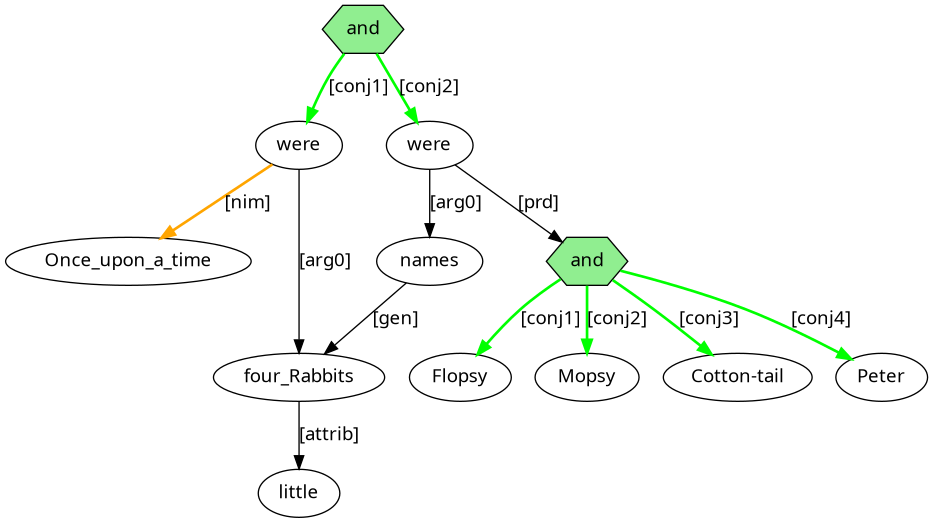 and
[conj1]
[conj2]
were
were
[nim]
[arg0]
[prd]
Once_upon_a_time
[arg0]
names
and
[gen]
[conj1]
[conj2]
[conj3]
[conj4]
four_Rabbits
Flopsy
Mopsy
Cotton-tail
Peter
[attrib]
little